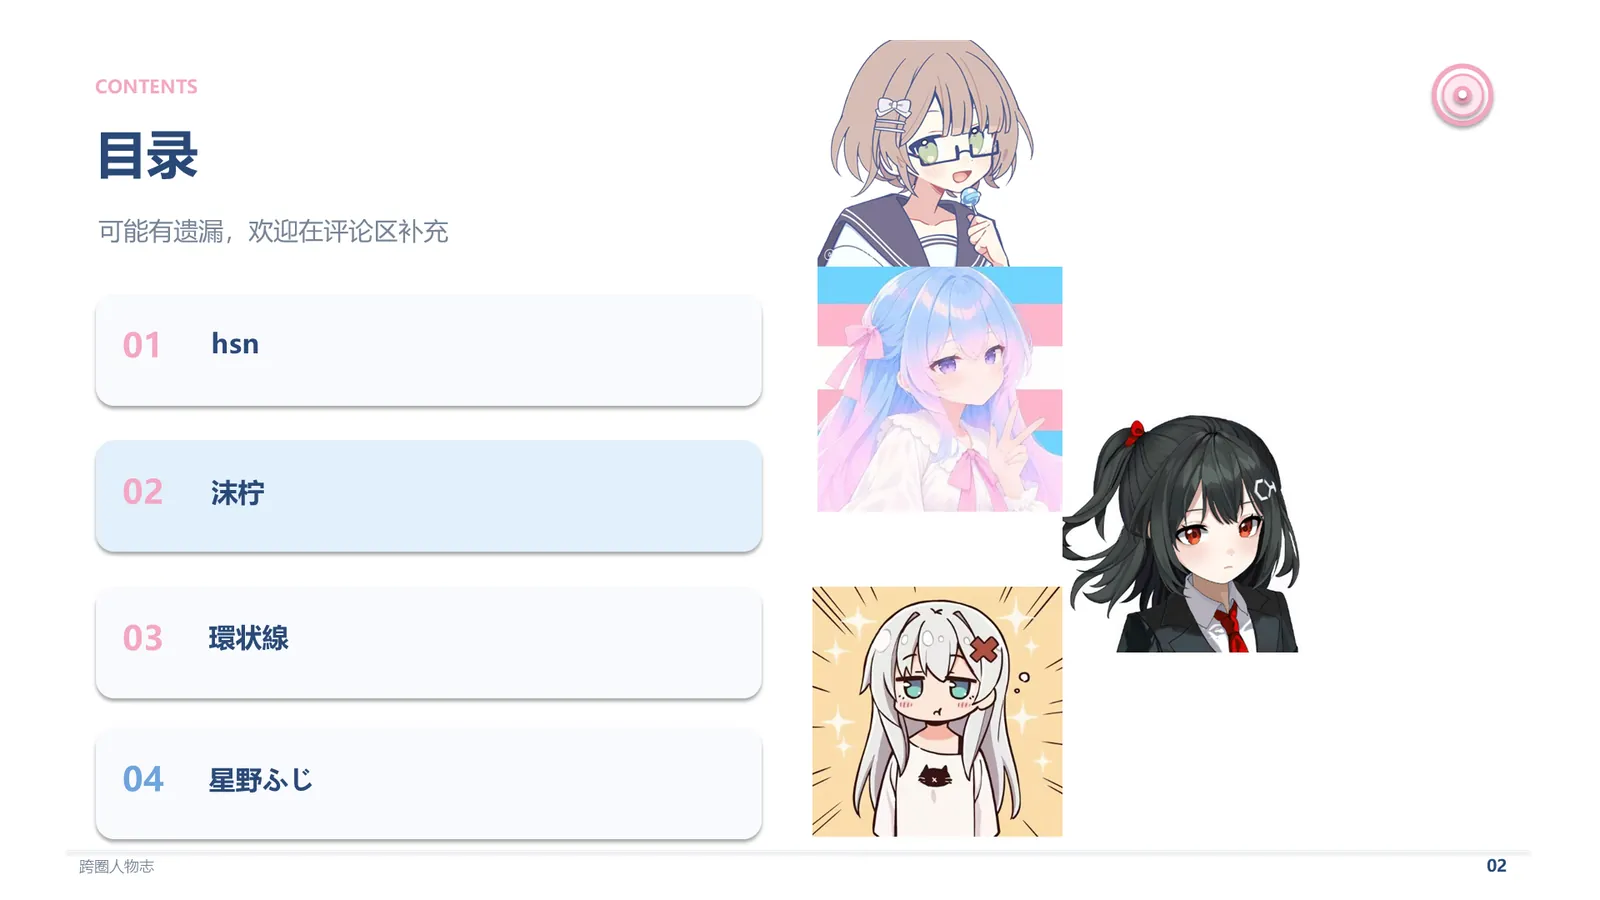 CONTENTS
目录
可能有遗漏，欢迎在评论区补充
01 hsn
02 沫柠
03 環状線
04 星野ふじ
跨圈人物志
02